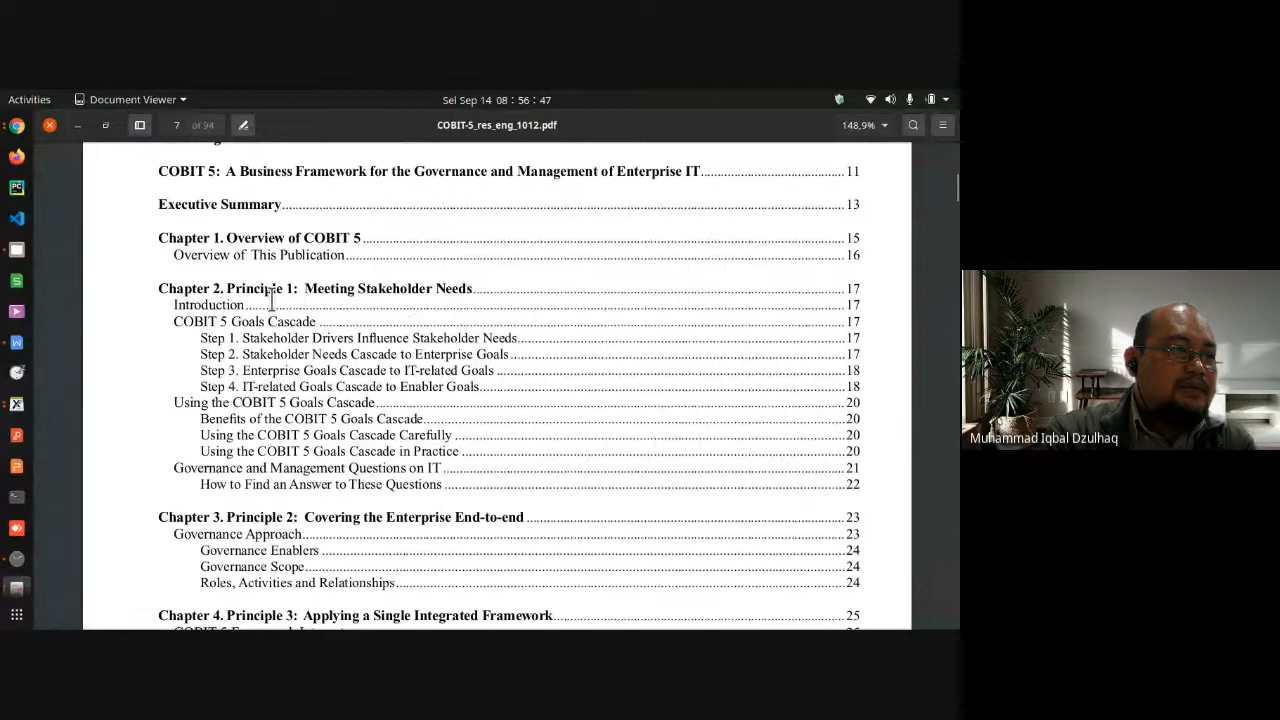 Activities
Document Viewer
Sel Sep 14 08:56:47
7 of 94
COBIT-5_res_eng_1012.pdf
148,9%
COBIT 5: A Business Framework for the Governance and Management of Enterprise IT 11
Executive Summary 13
Chapter 1. Overview of COBIT 5 15
Overview of This Publication 16
Chapter 2. Principle 1: Meeting Stakeholder Needs 17
Introduction 17
COBIT 5 Goals Cascade 17
Step 1. Stakeholder Drivers Influence Stakeholder Needs 17
Step 2. Stakeholder Needs Cascade to Enterprise Goals 17
Step 3. Enterprise Goals Cascade to IT-related Goals 18
Step 4. IT-related Goals Cascade to Enabler Goals 18
Using the COBIT 5 Goals Cascade 20
Benefits of the COBIT 5 Goals Cascade 20
Using the COBIT 5 Goals Cascade Carefully 20
Using the COBIT 5 Goals Cascade in Practice 20
Governance and Management Questions on IT 21
How to Find an Answer to These Questions 22
Chapter 3. Principle 2: Covering the Enterprise End-to-end 23
Governance Approach 23
Governance Enablers 24
Governance Scope 24
Roles, Activities and Relationships 24
Chapter 4. Principle 3: Applying a Single Integrated Framework 25
Muhammad Iqbal Dzulhaq